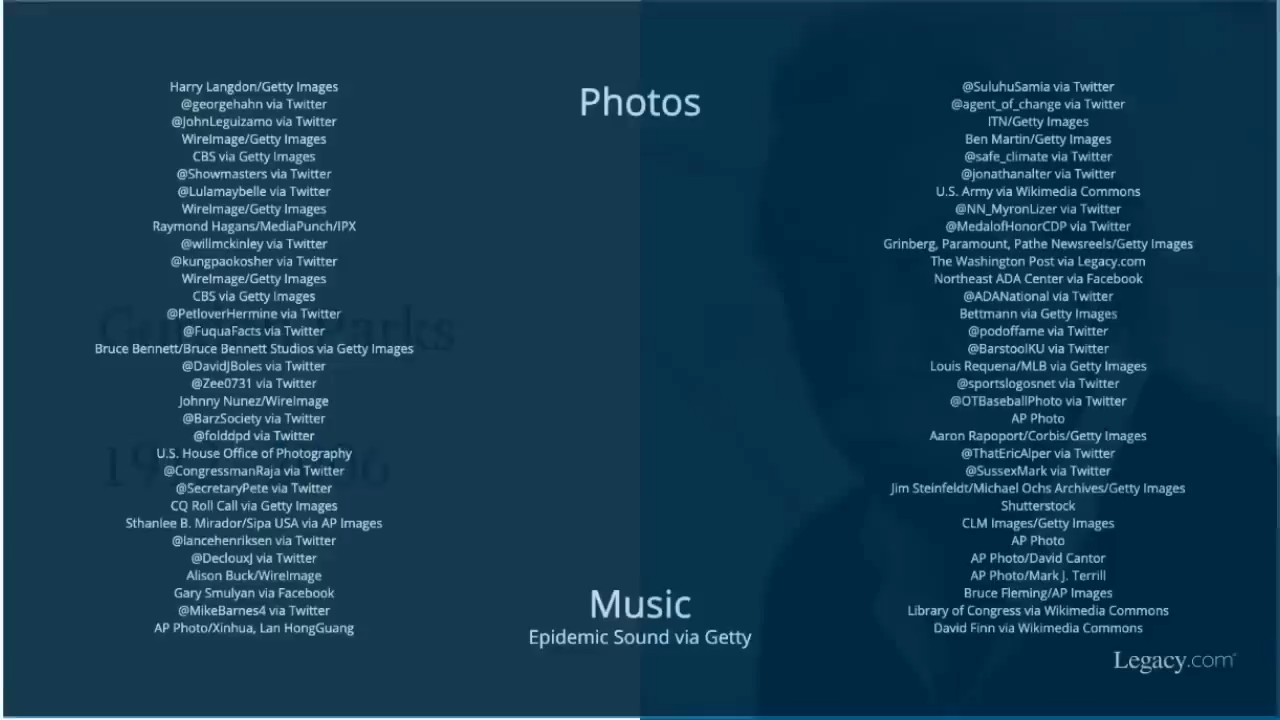 Harry Langdon/Getty Images
@georgehahn via Twitter
@JohnLeguizamo via Twitter
WireImage/Getty Images
CBS via Getty Images
@Showmasters via Twitter
@Lulamaybelle via Twitter
WireImage/Getty Images
Raymond Hagans/MediaPunch/IPX
@willmckinley via Twitter
@kungpaokosher via Twitter
WireImage/Getty Images
CBS via Getty Images
@PetloverHermine via Twitter
@FuquaFacts via Twitter
Bruce Bennett/Bruce Bennett Studios via Getty Images
@DavidJBoles via Twitter
@Zee0731 via Twitter
Johnny Nunez/WireImage
@BarzSociety via Twitter
@folddpd via Twitter
U.S. House Office of Photography
@CongressmanRaja via Twitter
@SecretaryPete via Twitter
CQ Roll Call via Getty Images
Sthanlee B. Mirador/Sipa USA via AP Images
@lancehenriksen via Twitter
@DeclouxJ via Twitter
Alison Buck/WireImage
Gary Smulyan via Facebook
@MikeBarnes4 via Twitter
AP Photo/Xinhua, Lan HongGuang
Photos
Music
Epidemic Sound via Getty
@SuluhuSamia via Twitter
@agent_of_change via Twitter
ITN/Getty Images
Ben Martin/Getty Images
@safe_climate via Twitter
@jonathanalter via Twitter
U.S. Army via Wikimedia Commons
@NN_MyronLizer via Twitter
@MedalofHonorCDP via Twitter
Grinberg, Paramount, Pathe Newsreels/Getty Images
The Washington Post via Legacy.com
Northeast ADA Center via Facebook
@ADANational via Twitter
Bettmann via Getty Images
@podoffame via Twitter
@BarstoolKU via Twitter
Louis Requena/MLB via Getty Images
@sportslogosnet via Twitter
@OTBaseballPhoto via Twitter
AP Photo
Aaron Rapoport/Corbis/Getty Images
@ThatEricAlper via Twitter
@SussexMark via Twitter
Jim Steinfeldt/Michael Ochs Archives/Getty Images
Shutterstock
CLM Images/Getty Images
AP Photo
AP Photo/David Cantor
AP Photo/Mark J. Terrill
Bruce Fleming/AP Images
Library of Congress via Wikimedia Commons
David Finn via Wikimedia Commons
Legacy.com